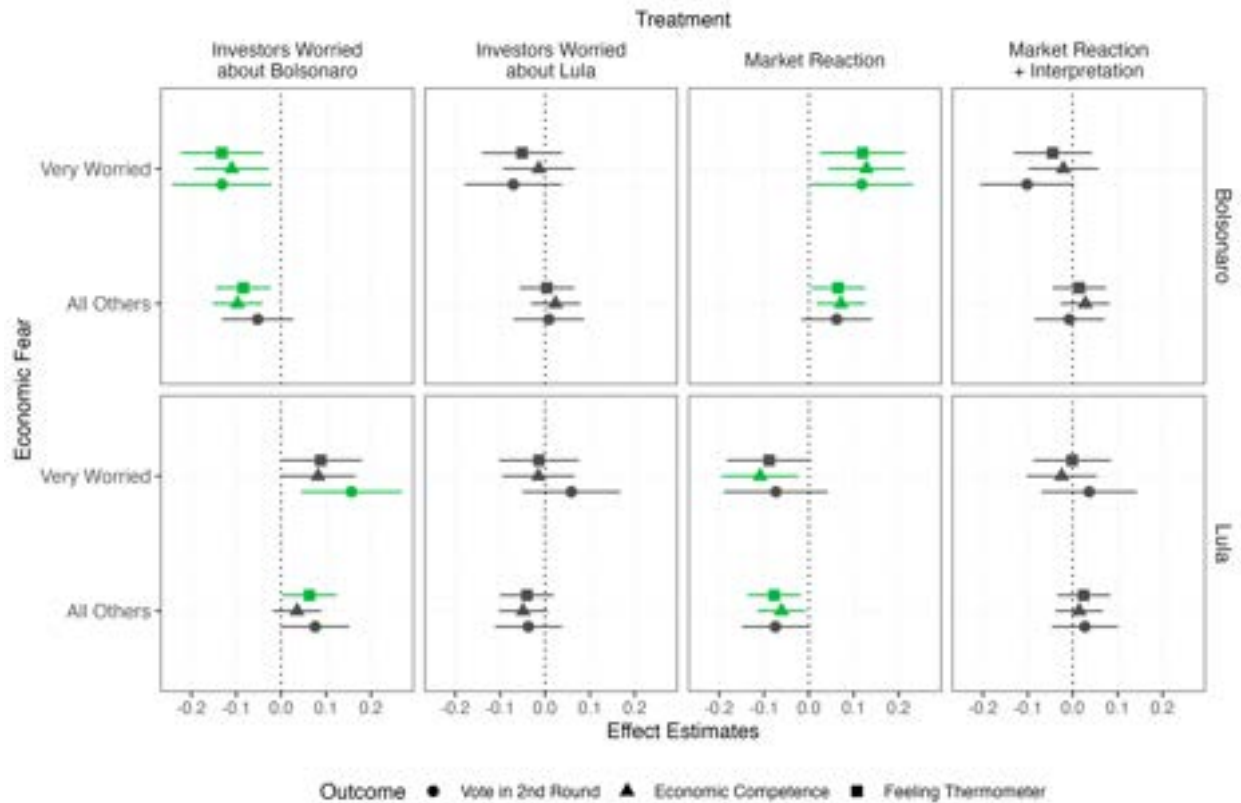 Treatment
Investors Worried
about Bolsonaro
Investors Worried
about Lula
Market Reaction
Market Reaction
+ Interpretation
Economic Fear
Very Worried
All Others
Bolsonaro
Very Worried
All Others
Lula
-0.2 -0.1 0.0 0.1 0.2 -0.2 -0.1 0.0 0.1 0.2 -0.2 -0.1 0.0 0.1 0.2 -0.2 -0.1 0.0 0.1 0.2
Effect Estimates
Outcome Vote in 2nd Round Economic Competence Feeling Thermometer